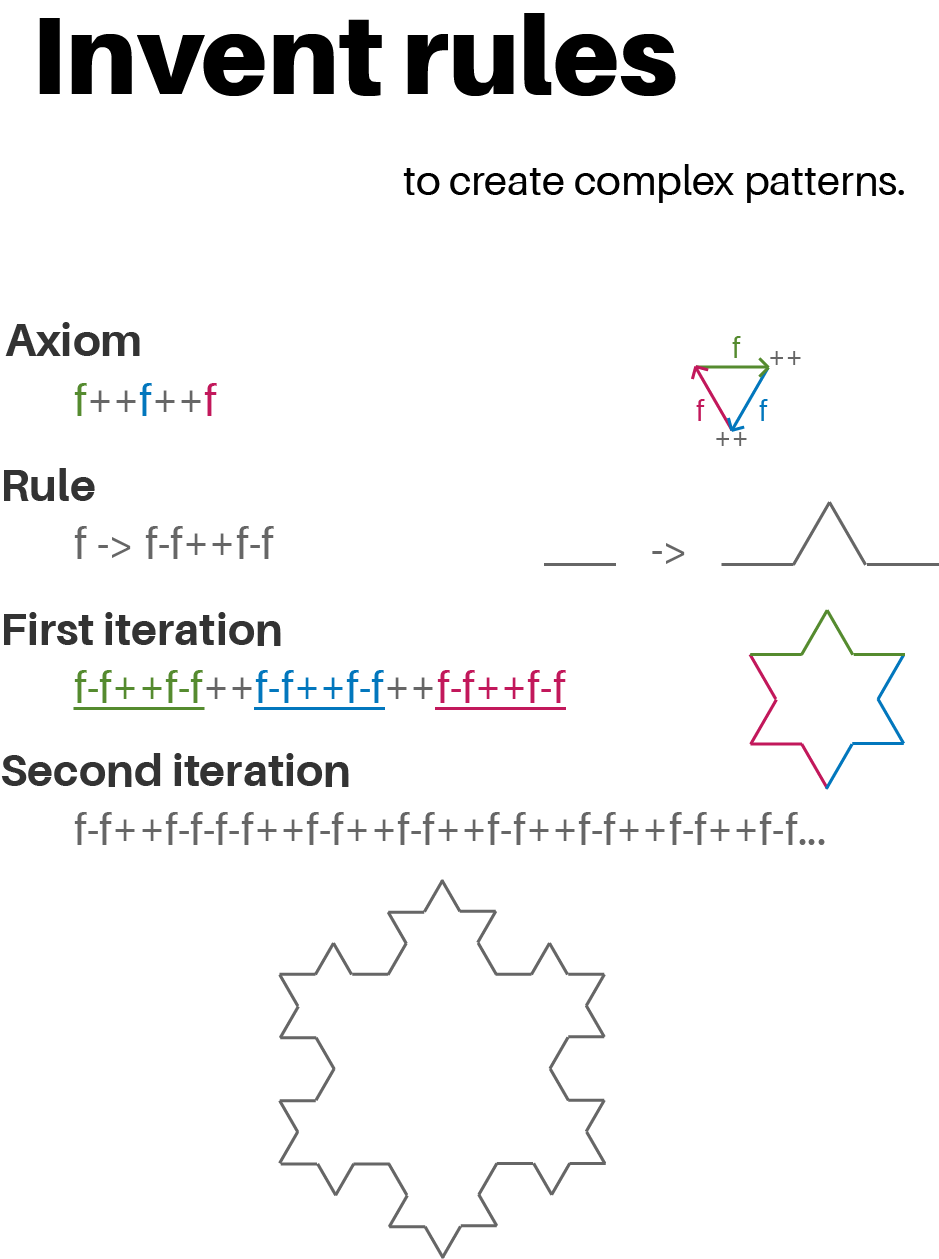 Invent rules
to create complex patterns.
Axiom
f++f++f
f
++
f
f
++
Rule
f -> f-f++f-f
->
First iteration
f-f++f-f++f-f++f-f++f-f++f-f
Second iteration
f-f++f-f-f-f++f-f++f-f++f-f++f-f++f-f++f-f...